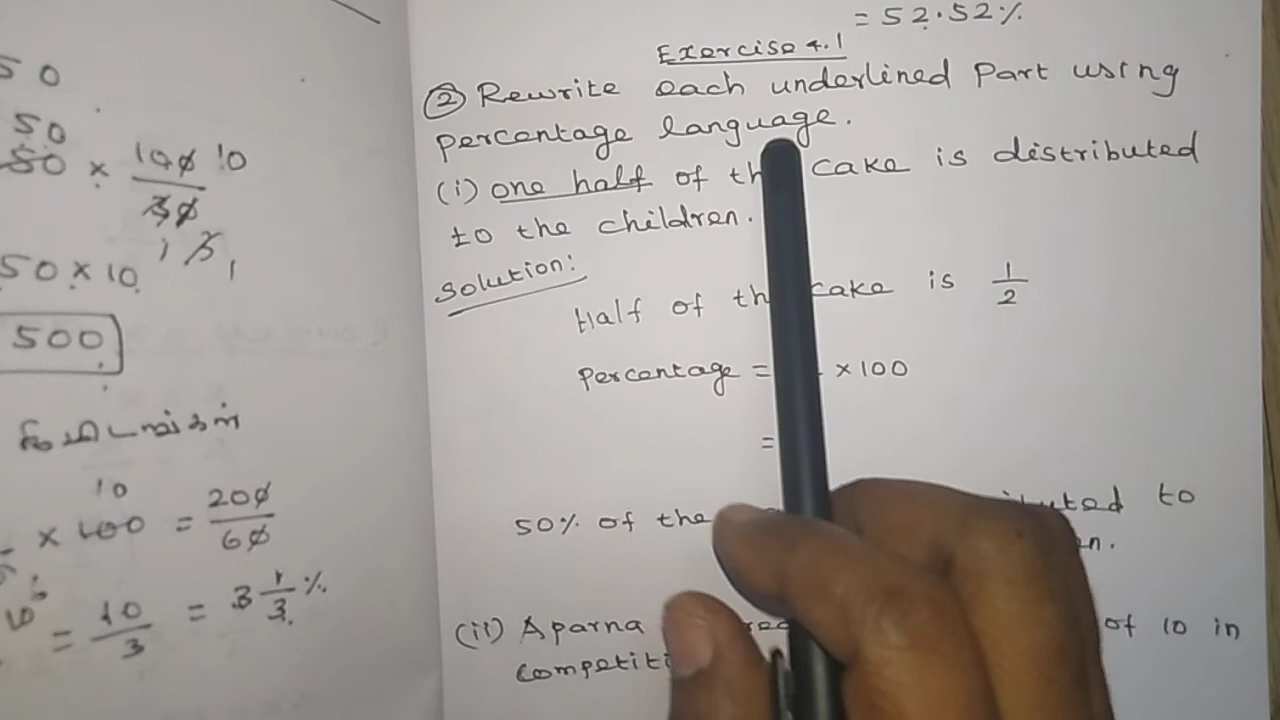 50
50
50 × 100 10
30
1 3 1
50 × 10
500
10
× 100 = 200/60
= 10/3 = 3 1/3 %
= 52.52%
Exercise 4.1
(2) Rewrite each underlined part using
percentage language.
(i) one half of th cake is distributed
to the children.
Solution:
Half of th cake is 1/2
Percentage = × 100
=
50% of the to
(ii) Aparna of 10 in
competiti